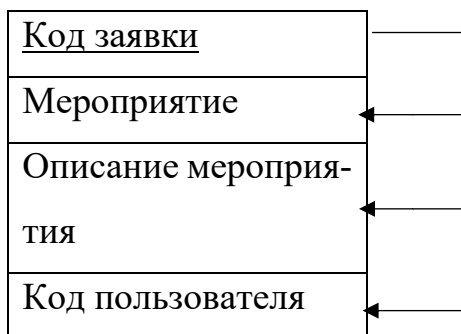 Код заявки
Мероприятие
Описание мероприя-
тия
Код пользователя